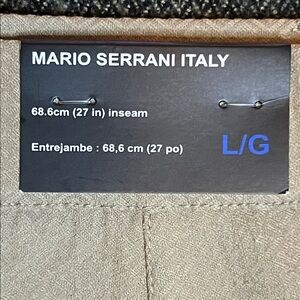 MARIO SERRANI ITALY
68.6cm (27 in) inseam
Entrejambe : 68,6 cm (27 po)
L/G